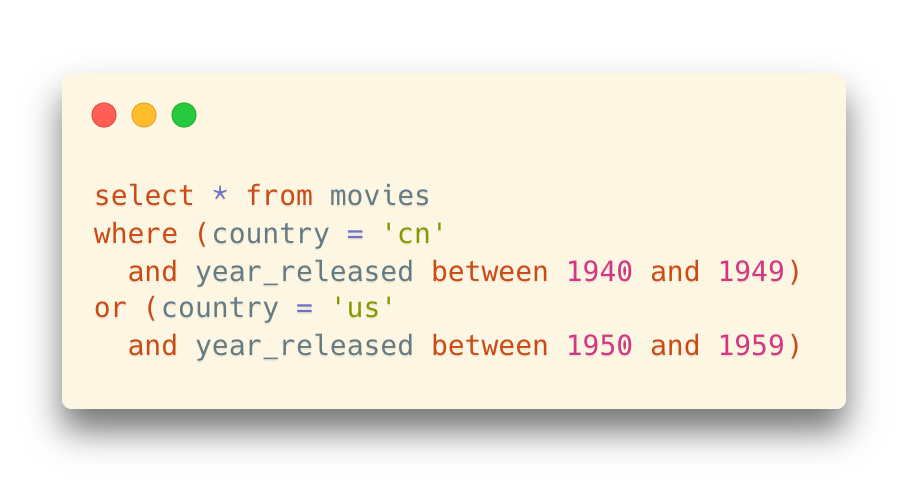 select * from movies
where (country = 'cn'
  and year_released between 1940 and 1949)
or (country = 'us'
  and year_released between 1950 and 1959)